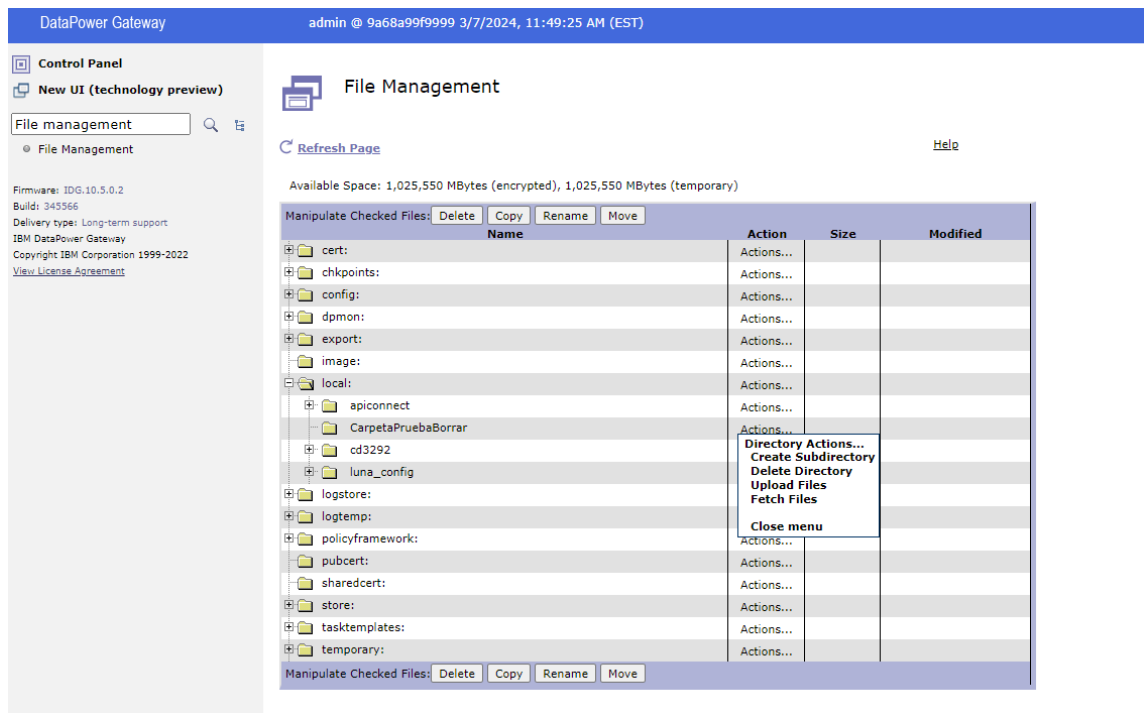 DataPower Gateway admin @ 9a68a99f9999 3/7/2024, 11:49:25 AM (EST)
Control Panel
New UI (technology preview)
File management
File Management
Firmware: IDG.10.5.0.2
Build: 345566
Delivery type: Long-term support
IBM DataPower Gateway
Copyright IBM Corporation 1999-2022
View License Agreement
File Management
Refresh Page
Help
Available Space: 1,025,550 MBytes (encrypted), 1,025,550 MBytes (temporary)
Manipulate Checked Files: Delete Copy Rename Move
Name Action Size Modified
cert: Actions...
chkpoints: Actions...
config: Actions...
dpmon: Actions...
export: Actions...
image: Actions...
local: Actions...
apiconnect Actions...
CarpetaPruebaBorrar Actions...
cd3292
luna_config
logstore:
logtemp:
Directory Actions...
Create Subdirectory
Delete Directory
Upload Files
Fetch Files
Close menu
policyframework: Actions...
pubcert: Actions...
sharedcert: Actions...
store: Actions...
tasktemplates: Actions...
temporary: Actions...
Manipulate Checked Files: Delete Copy Rename Move